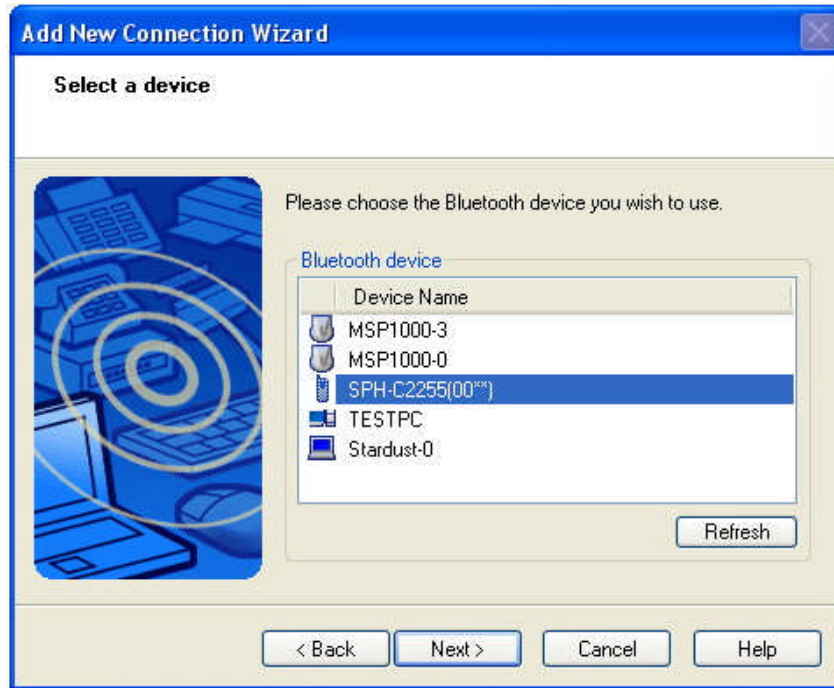 Add New Connection Wizard
Select a device
Please choose the Bluetooth device you wish to use.
Bluetooth device
Device Name
MSP1000-3
MSP1000-0
SPH-C2255(00**)
TESTPC
Stardust-0
Refresh
< Back Next > Cancel Help